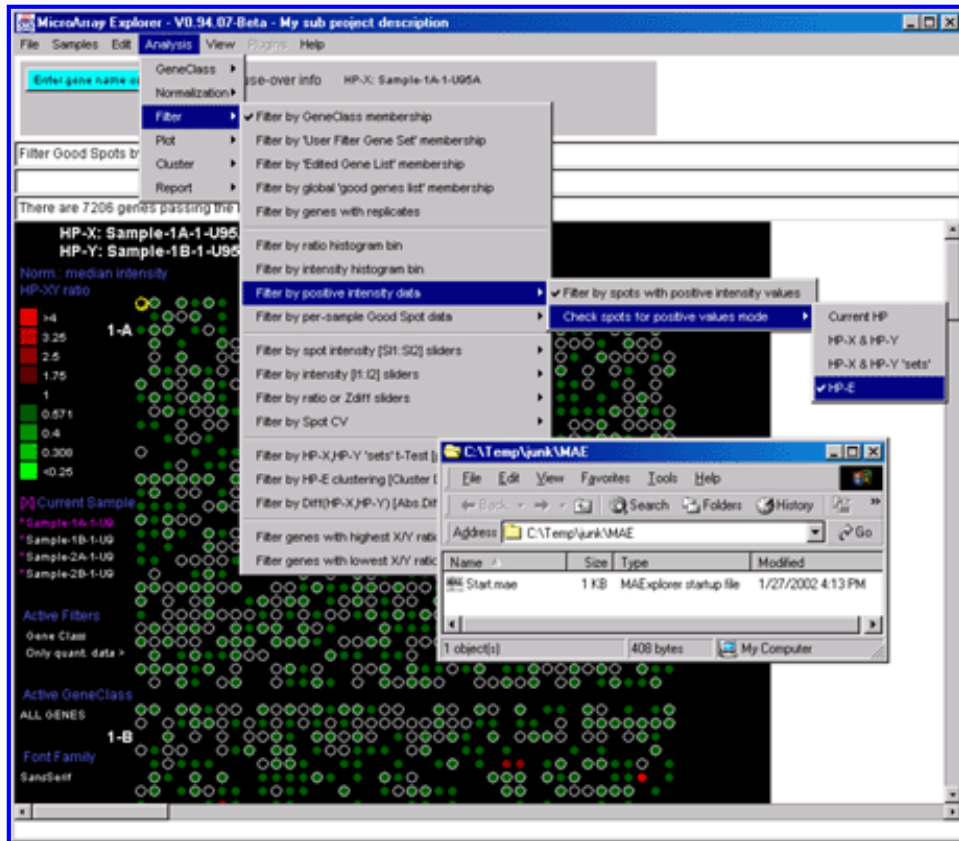 MicroArray Explorer - V0.94.07-Beta - My sub project description
File Samples Edit Analysis View Plugins Help
Enter gene name
use-over info HP-X: Sample-1A-1-U95A
GeneClass
Normalization
Filter
Plot
Cluster
Report
Filter by GeneClass membership
Filter by 'User Filter Gene Set' membership
Filter by 'Edited Gene List' membership
Filter by global 'good genes list' membership
Filter by genes with replicates
Filter by ratio histogram bin
Filter by intensity histogram bin
Filter by positive intensity data
Filter by per-sample Good Spot data
Filter by spot intensity [SI1:SI2] sliders
Filter by intensity [I1:I2] sliders
Filter by ratio or Zdiff sliders
Filter by Spot CV
Filter by HP-X,HP-Y 'sets' t-Test
Filter by HP-E clustering [Cluster
Filter by Diff(HP-X,HP-Y) [Abs.Dif
Filter genes with highest X/Y ratio
Filter genes with lowest X/Y ratio
Filter by spots with positive intensity values
Check spots for positive values mode
Current HP
HP-X & HP-Y
HP-X & HP-Y 'sets'
HP-E
Filter Good Spots by
There are 7206 genes passing the
HP-X: Sample-1A-1-U95
HP-Y: Sample-1B-1-U95
Norm.: median intensity
HP-XY ratio
>4
3.25
2.5
1.75
1
0.571
0.4
0.308
<0.25
1-A
Current Sample
*Sample-1A-1-U9
*Sample-1B-1-U9
*Sample-2A-1-U9
*Sample-2B-1-U9
Active Filters
Gene Class
Only quant. data >
Active GeneClass
ALL GENES
1-B
Font Family
SansSerif
C:\Temp\junk\MAE
File Edit View Favorites Tools Help
Back Search Folders History
Address C:\Temp\junk\MAE Go
Name Size Type Modified
Start.mae 1 KB MAExplorer startup file 1/27/2002 4:13 PM
1 object(s) 408 bytes My Computer